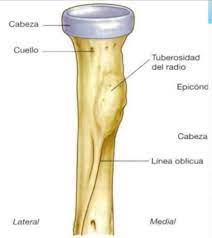 Cabeza
Cuello
Tuberosidad
del radio
Epicónd
Cabeza
Línea oblicua
Lateral
Medial